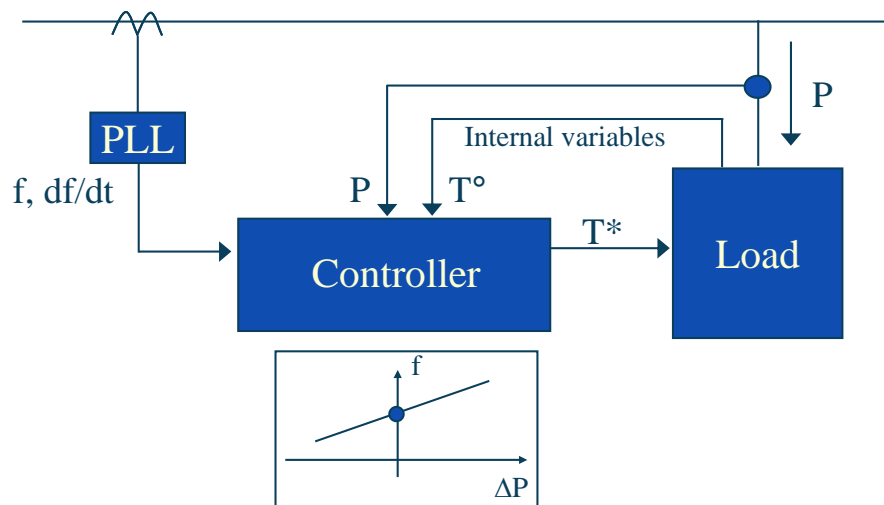 P
PLL
Internal variables
f, df/dt
P
T°
T*
Controller
Load
f
ΔP